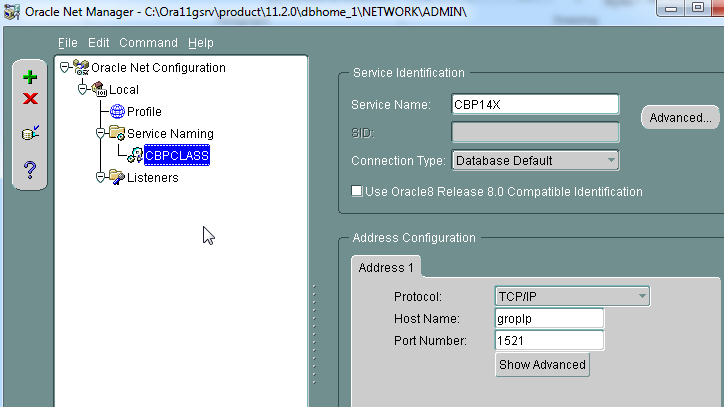 Oracle Net Manager - C:\Ora11gsrv\product\11.2.0\dbhome_1\NETWORK\ADMIN\
File Edit Command Help
Oracle Net Configuration
Local
Profile
Service Naming
CBPCLASS
Listeners
Service Identification
Service Name: CBP14X
Advanced...
SID:
Connection Type: Database Default
Use Oracle8 Release 8.0 Compatible Identification
Address Configuration
Address 1
Protocol: TCP/IP
Host Name: groplp
Port Number: 1521
Show Advanced